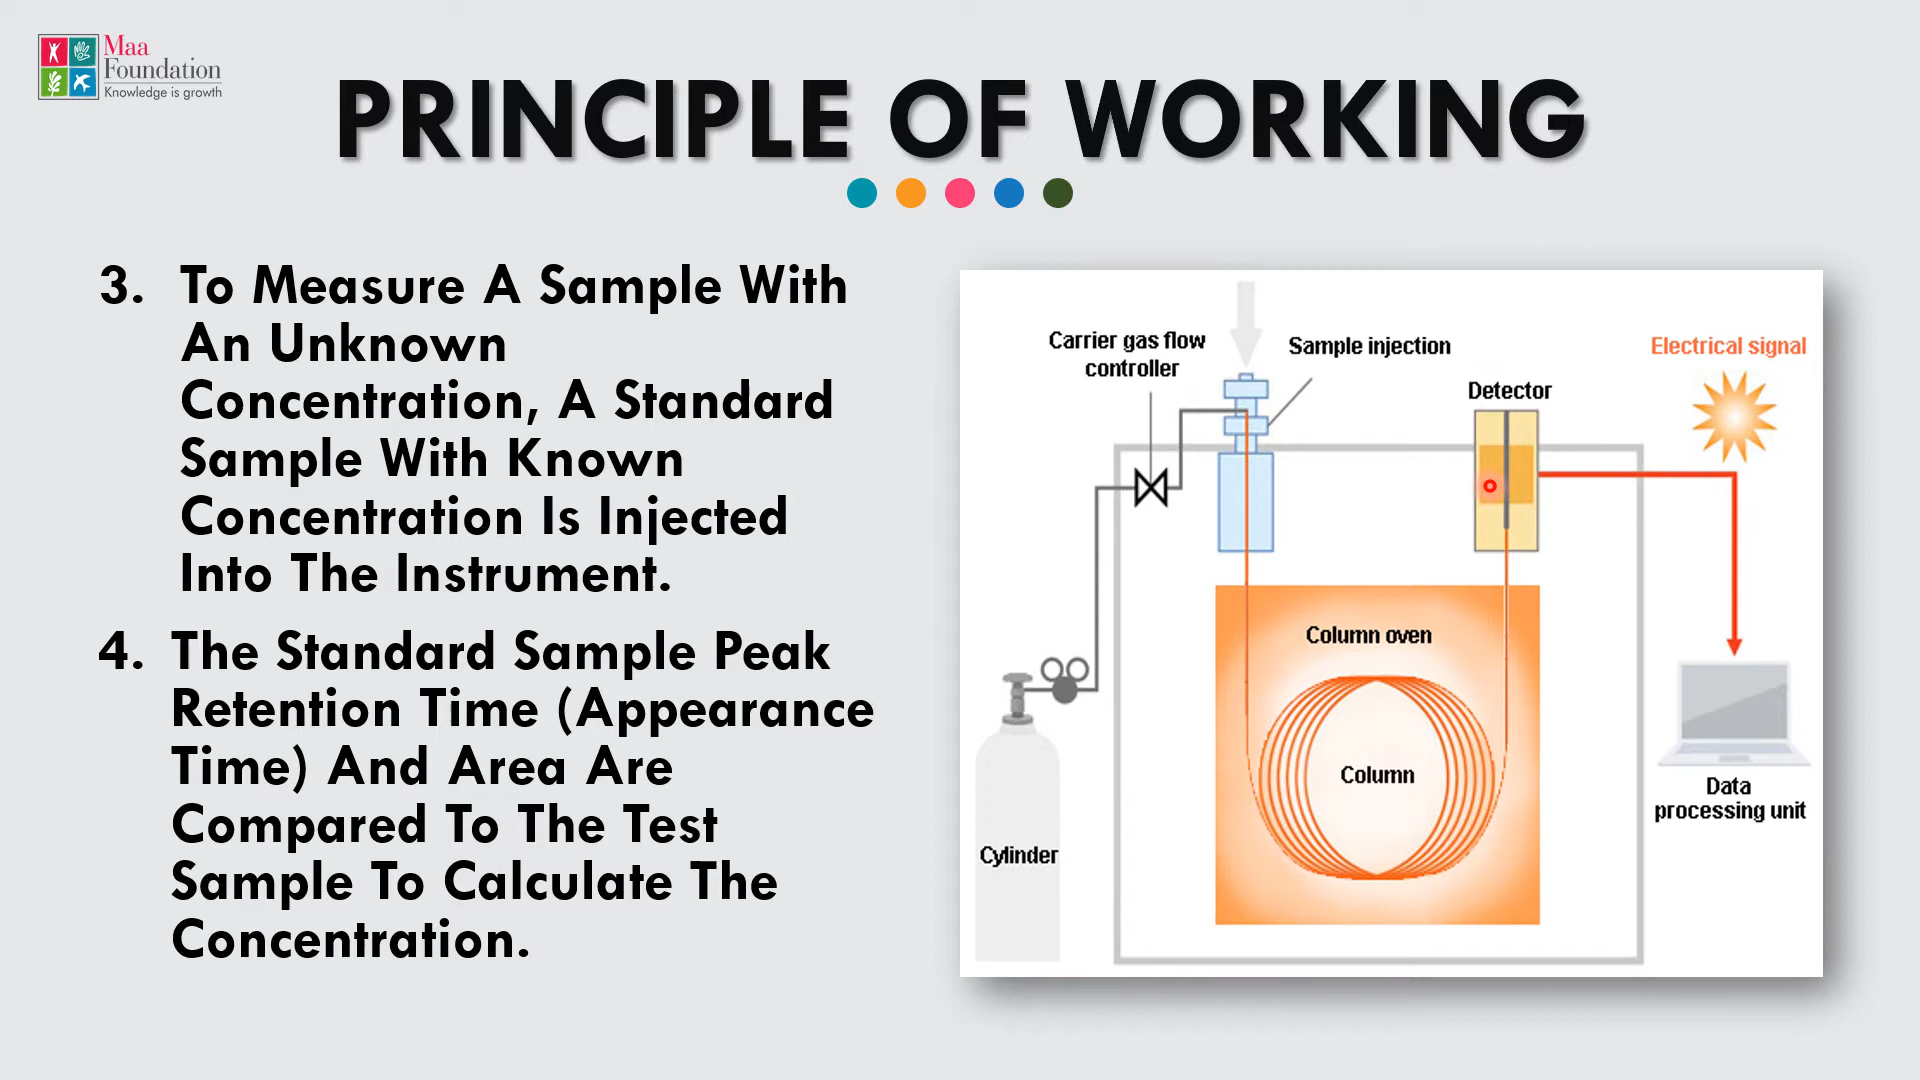 Maa
Foundation
Knowledge is growth
PRINCIPLE OF WORKING
3. To Measure A Sample With
An Unknown
Concentration, A Standard
Sample With Known
Concentration Is Injected
Into The Instrument.
4. The Standard Sample Peak
Retention Time (Appearance
Time) And Area Are
Compared To The Test
Sample To Calculate The
Concentration.
Carrier gas flow
controller
Sample injection
Detector
Electrical signal
Column oven
Column
Cylinder
Data
processing unit